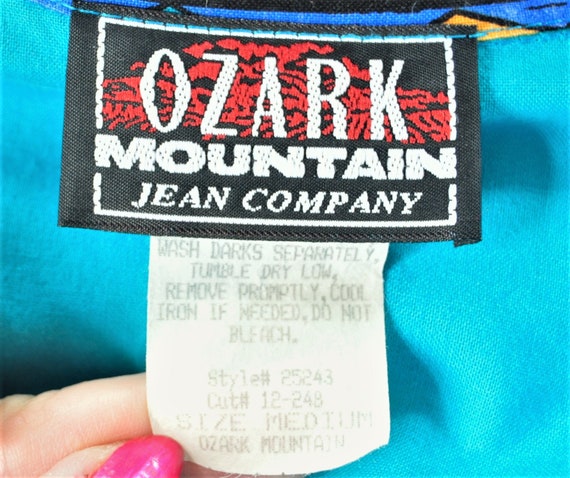 OZARK
MOUNTAIN
JEAN COMPANY
WASH DARKS SEPARATELY,
TUMBLE DRY LOW,
REMOVE PROMPTLY,COOL
IRON IF NEEDED,DO NOT
BLEACH.
Style# 25243
Cut# 12-248
SIZE MEDIUM
OZARK MOUNTAIN